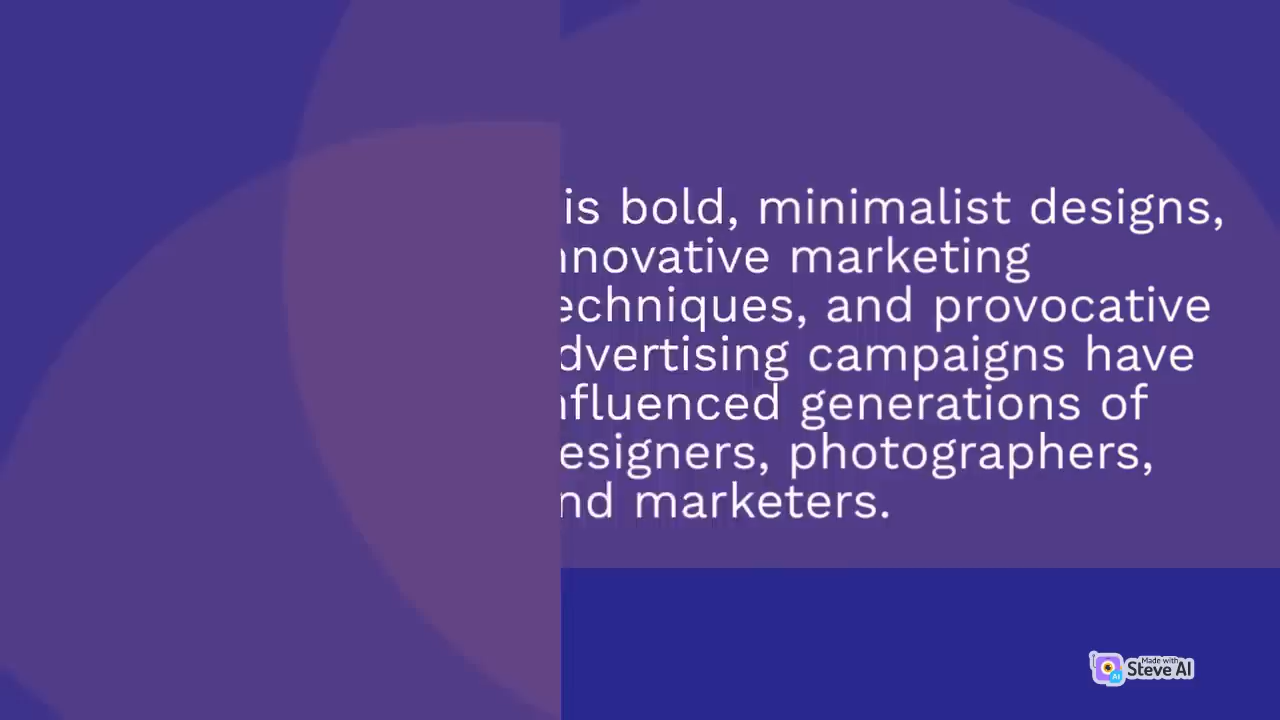 is bold, minimalist designs,
nnovative marketing
echniques, and provocative
dvertising campaigns have
nfluenced generations of
esigners, photographers,
nd marketers.
Made with
Steve AI
AI